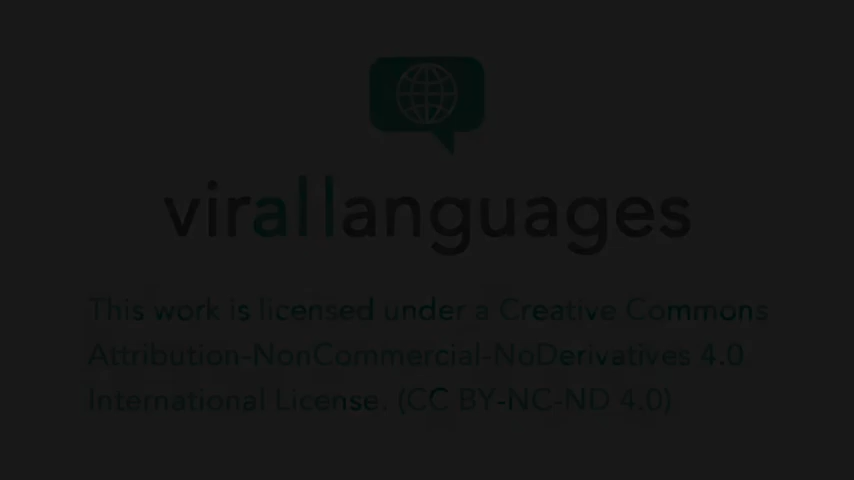 virallanguages
This work is licensed under a Creative Commons
Attribution-NonCommercial-NoDerivatives 4.0
International License. (CC BY-NC-ND 4.0)